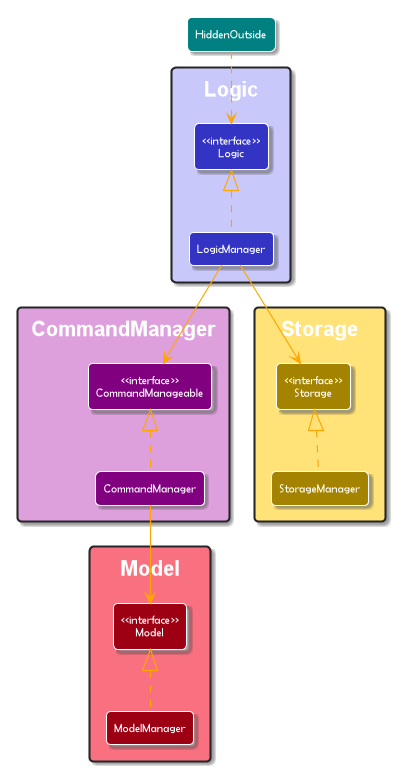 HiddenOutside
Logic
<<interface>>
Logic
LogicManager
CommandManager
<<interface>>
CommandManageable
CommandManager
Storage
<<interface>>
Storage
StorageManager
Model
<<interface>>
Model
ModelManager